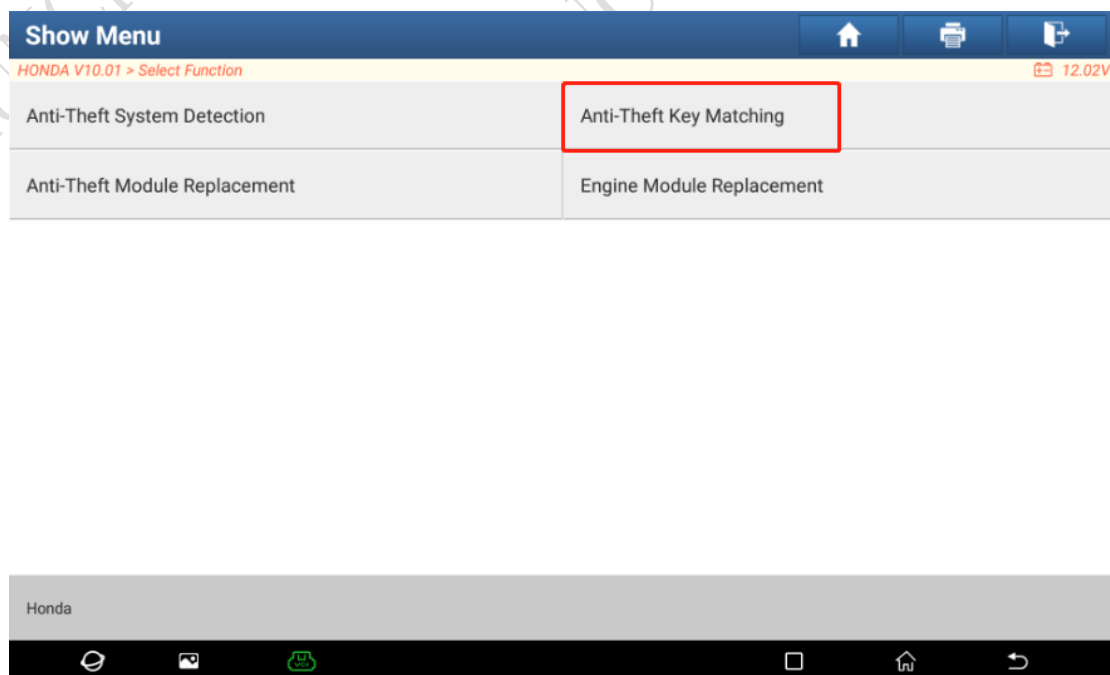 Show Menu
HONDA V10.01 > Select Function 12.02V
Anti-Theft System Detection Anti-Theft Key Matching
Anti-Theft Module Replacement Engine Module Replacement
Honda